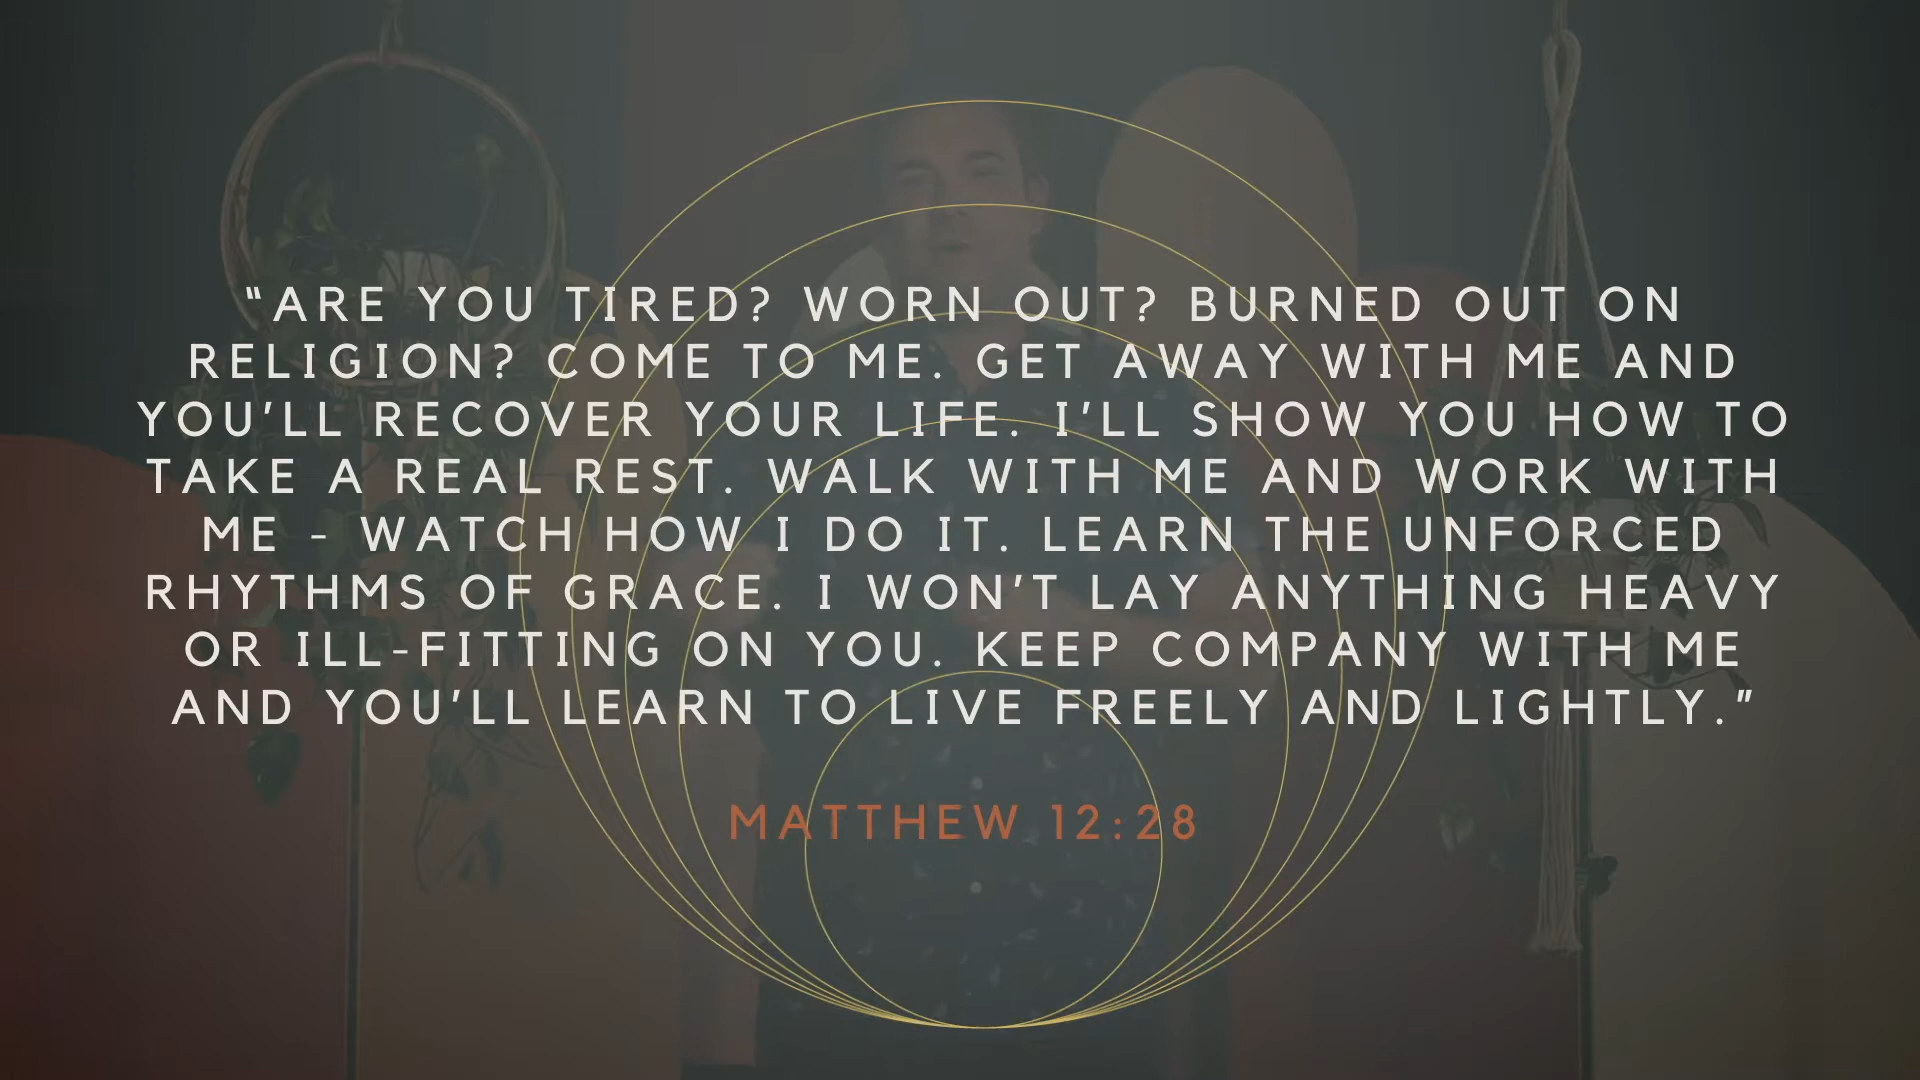 “ARE YOU TIRED? WORN OUT? BURNED OUT ON
RELIGION? COME TO ME. GET AWAY WITH ME AND
YOU’LL RECOVER YOUR LIFE. I’LL SHOW YOU HOW TO
TAKE A REAL REST. WALK WITH ME AND WORK WITH
ME - WATCH HOW I DO IT. LEARN THE UNFORCED
RHYTHMS OF GRACE. I WON’T LAY ANYTHING HEAVY
OR ILL-FITTING ON YOU. KEEP COMPANY WITH ME
AND YOU’LL LEARN TO LIVE FREELY AND LIGHTLY.”
MATTHEW 12:28